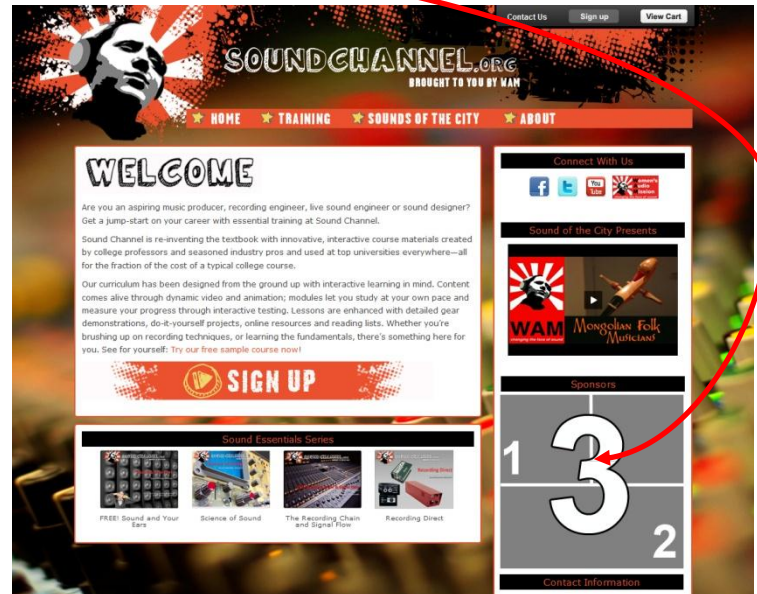 Contact Us
Sign up
View Cart
SOUNDCHANNEL.ORG
BROUGHT TO YOU BY WAM
HOME
TRAINING
SOUNDS OF THE CITY
ABOUT
WELCOME
Are you an aspiring music producer, recording engineer, live sound engineer or sound designer?
Get a jump-start on your career with essential training at Sound Channel.
Sound Channel is re-inventing the textbook with innovative, interactive course materials created
by college professors and seasoned industry pros and used at top universities everywhere—all
for the fraction of the cost of a typical college course.
Our curriculum has been designed from the ground up with interactive learning in mind. Content
comes alive through dynamic video and animation; modules let you study at your own pace and
measure your progress through interactive testing. Lessons are enhanced with detailed gear
demonstrations, do-it-yourself projects, online resources and reading lists. Whether you're
brushing up on recording techniques, or learning the fundamentals, there's something here for
you. See for yourself: Try our free sample course now!
SIGN UP
Sound Essentials Series
Recording Direct
FREE! Sound and Your
Ears
Science of Sound
The Recording Chain
and Signal Flow
Recording Direct
Connect With Us
You
Tube
Women's
Audio
Mission
Sound of the City Presents
WAM
changing the face of sound
Mongolian Folk
Musicians
Sponsors
1
3
2
Contact Information